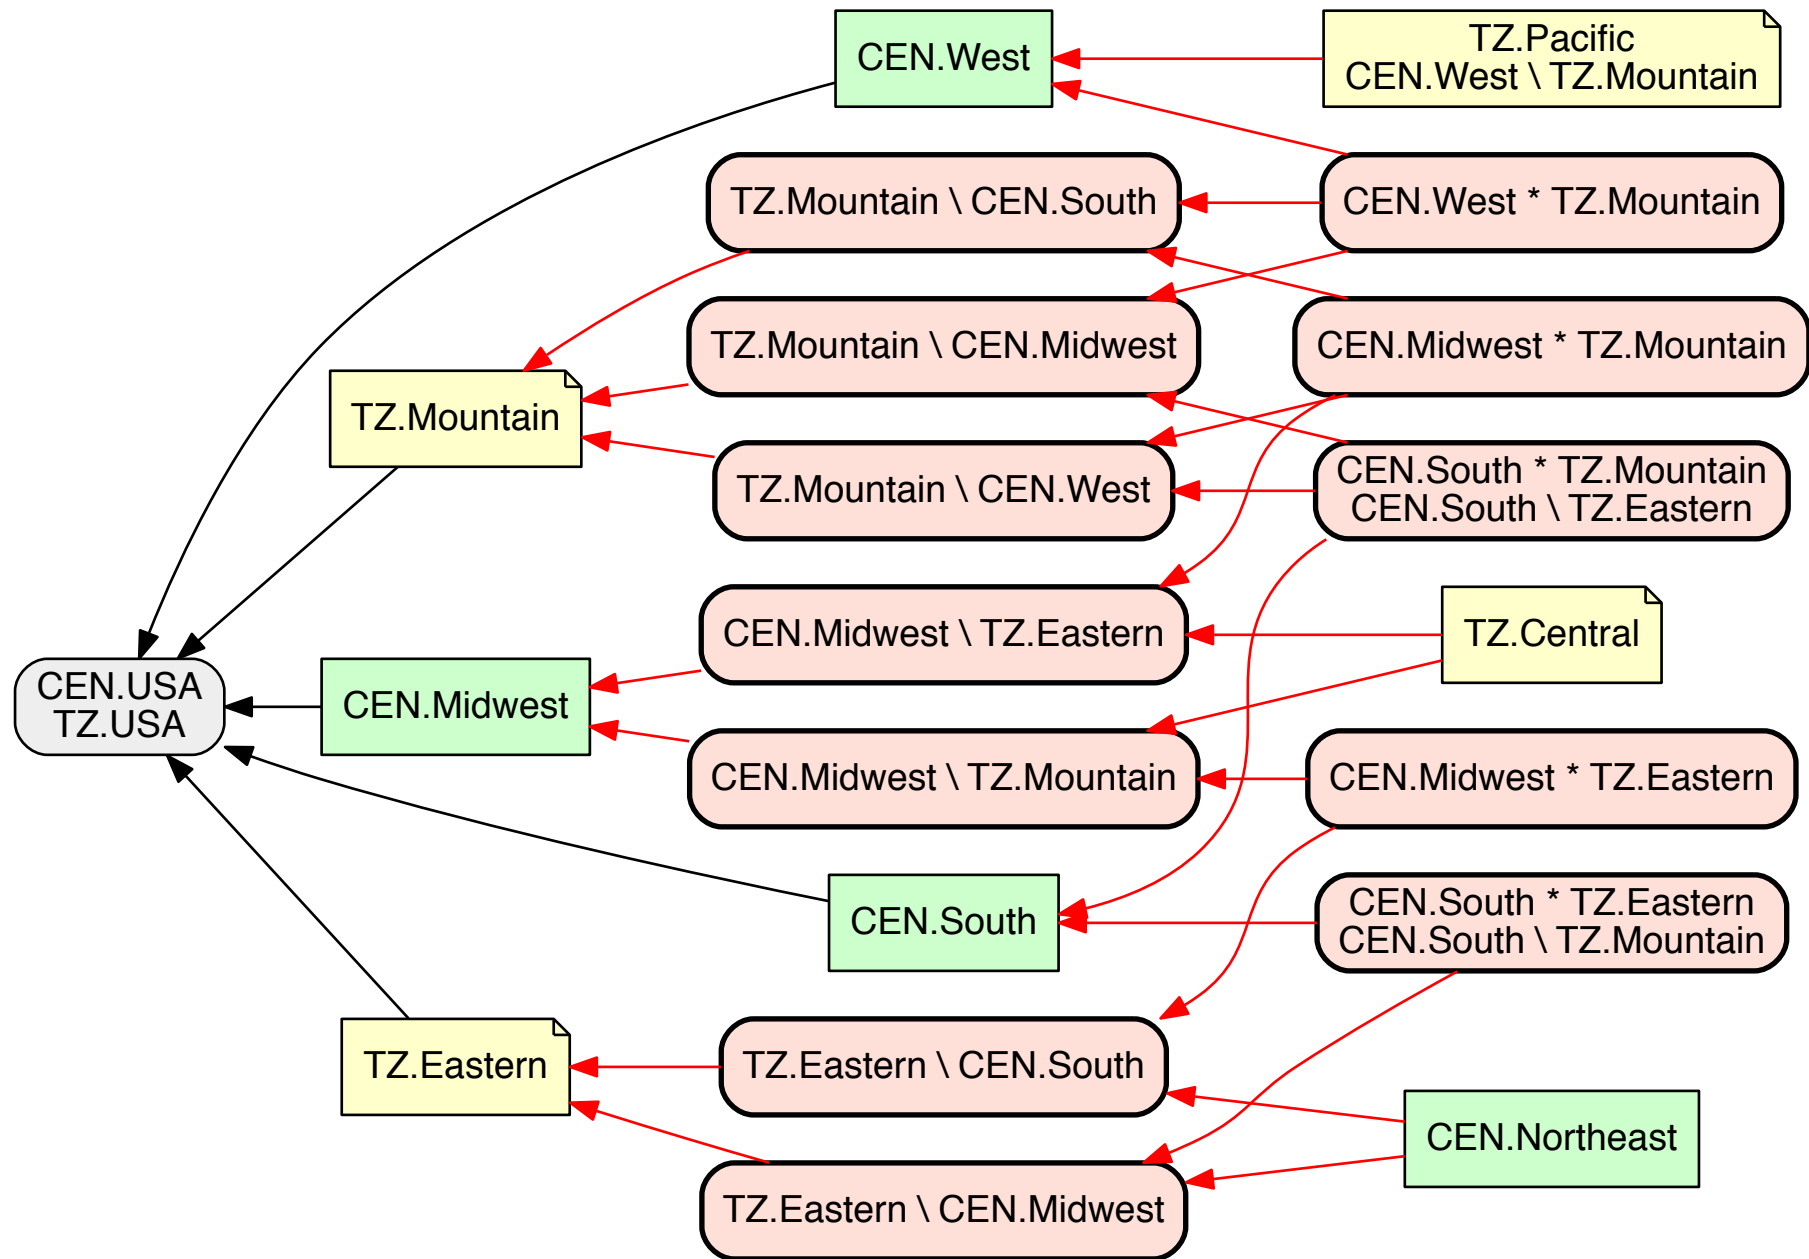 CEN.West
TZ.Pacific
CEN.West \ TZ.Mountain
TZ.Mountain \ CEN.South
CEN.West * TZ.Mountain
TZ.Mountain \ CEN.Midwest
CEN.Midwest * TZ.Mountain
TZ.Mountain
TZ.Mountain \ CEN.West
CEN.South * TZ.Mountain
CEN.South \ TZ.Eastern
CEN.Midwest \ TZ.Eastern
TZ.Central
CEN.USA
TZ.USA
CEN.Midwest
CEN.Midwest \ TZ.Mountain
CEN.Midwest * TZ.Eastern
CEN.South
CEN.South * TZ.Eastern
CEN.South \ TZ.Mountain
TZ.Eastern
TZ.Eastern \ CEN.South
CEN.Northeast
TZ.Eastern \ CEN.Midwest